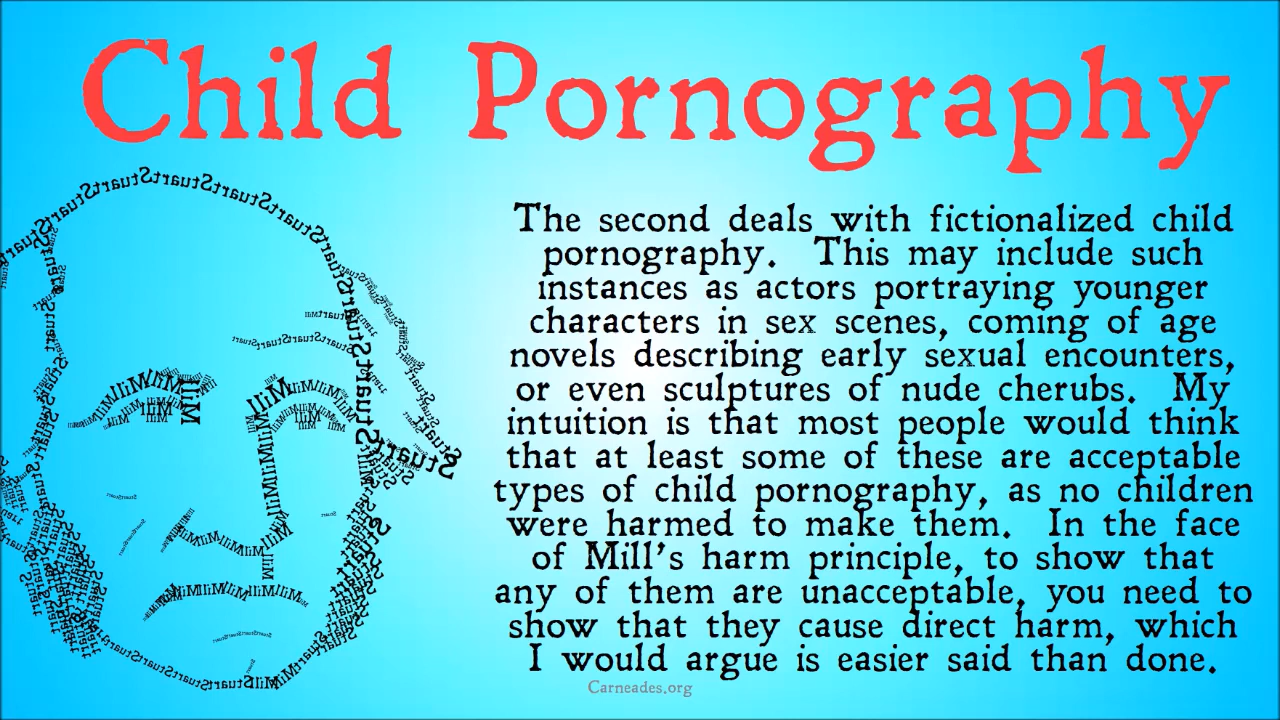 Child Pornography
The second deals with fictionalized child
pornography. This may include such
instances as actors portraying younger
characters in sex scenes, coming of age
novels describing early sexual encounters,
or even sculptures of nude cherubs. My
intuition is that most people would think
that at least some of these are acceptable
types of child pornography, as no children
were harmed to make them. In the face
of Mill's harm principle, to show that
any of them are unacceptable, you need to
show that they cause direct harm, which
I would argue is easier said than done.
Carneades.org